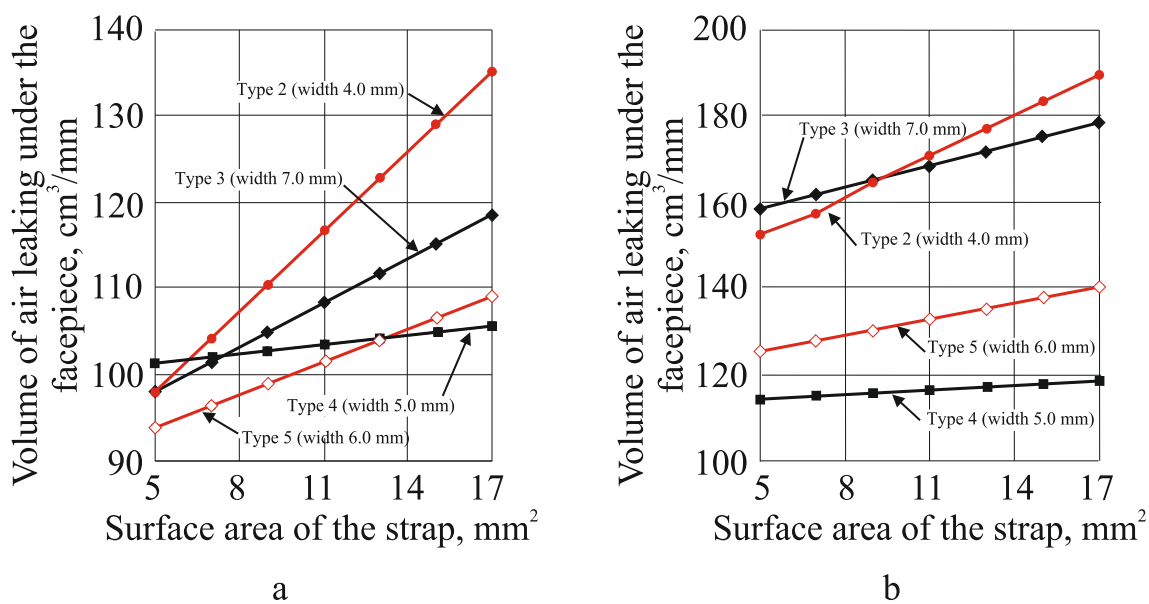 Volume of air leaking under the
facepiece, cm³/mm
140
130
120
110
100
90
Type 2 (width 4.0 mm)
Type 3 (width 7.0 mm)
Type 4 (width 5.0 mm)
Type 5 (width 6.0 mm)
5 8 11 14 17
Surface area of the strap, mm²
a
Volume of air leaking under the
facepiece, cm³/mm
200
180
160
140
120
100
Type 3 (width 7.0 mm)
Type 2 (width 4.0 mm)
Type 5 (width 6.0 mm)
Type 4 (width 5.0 mm)
5 8 11 14 17
Surface area of the strap, mm²
b